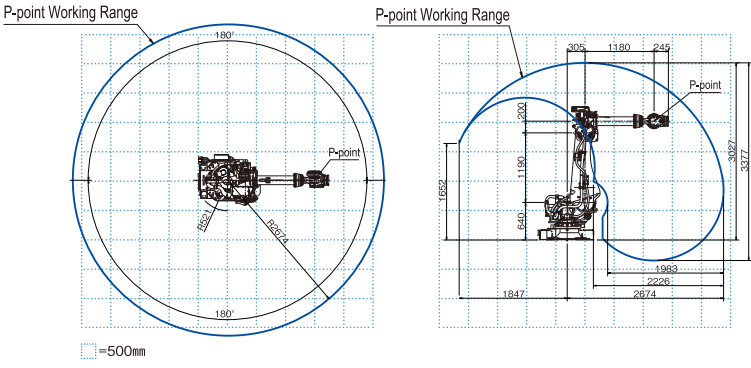 P-point Working Range
180°
P-point
R521
R2674
180°
=500mm
P-point Working Range
305
1180
245
P-point
200
1190
640
1652
3027
3377
1983
2226
1847
2674